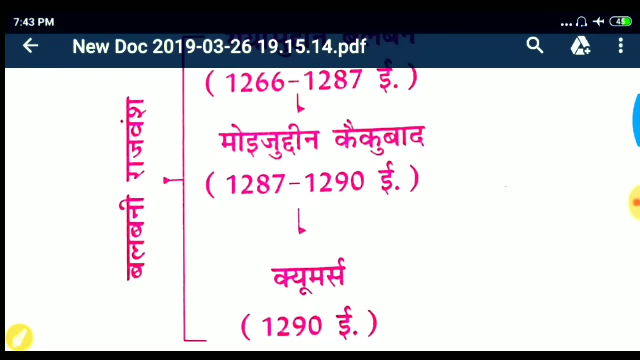 7:43 PM
45
New Doc 2019-03-26 19.15.14.pdf
( 1266-1287 ई. )
मोइजुद्दीन कैकुबाद
( 1287-1290 ई. )
बलबनी राजवंश
क्यूमर्स
( 1290 ई. )